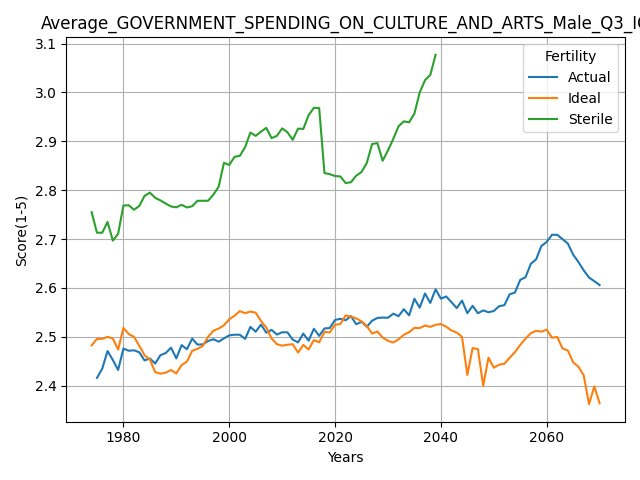 Average_GOVERNMENT_SPENDING_ON_CULTURE_AND_ARTS_Male_Q3_IQ
Fertility
Actual
Ideal
Sterile
Score(1-5)
3.1
3.0
2.9
2.8
2.7
2.6
2.5
2.4
1980 2000 2020 2040 2060
Years